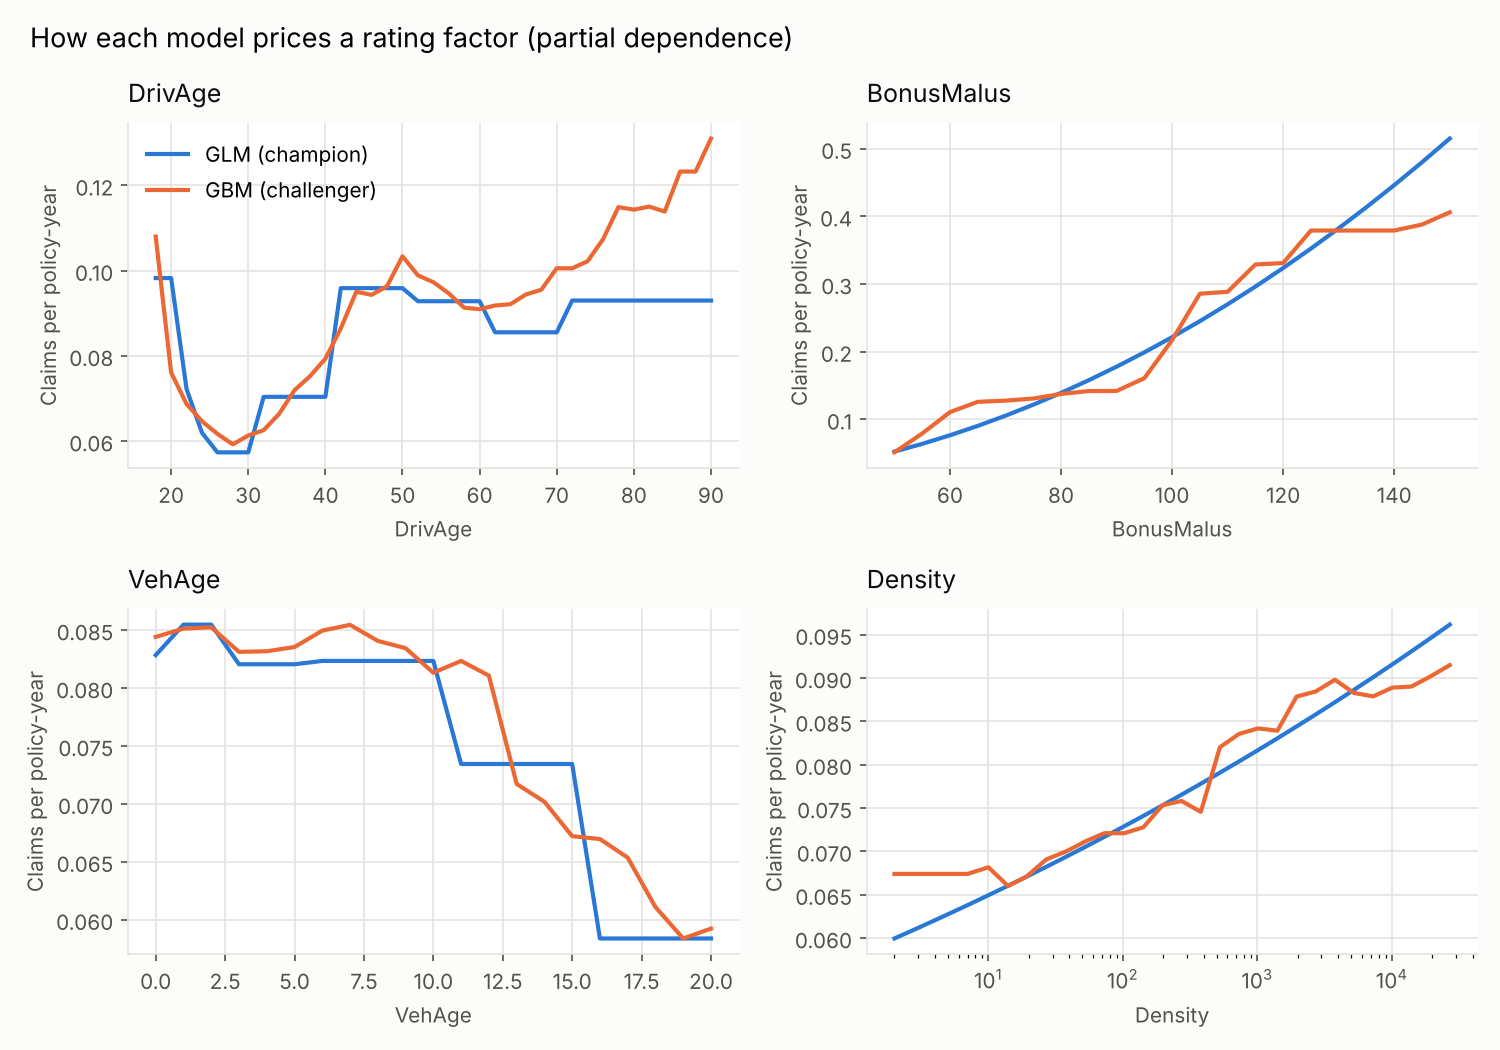 How each model prices a rating factor (partial dependence)
DrivAge
GLM (champion)
GBM (challenger)
Claims per policy-year
0.12
0.10
0.08
0.06
20 30 40 50 60 70 80 90
DrivAge
BonusMalus
Claims per policy-year
0.5
0.4
0.3
0.2
0.1
60 80 100 120 140
BonusMalus
VehAge
Claims per policy-year
0.085
0.080
0.075
0.070
0.065
0.060
0.0 2.5 5.0 7.5 10.0 12.5 15.0 17.5 20.0
VehAge
Density
Claims per policy-year
0.095
0.090
0.085
0.080
0.075
0.070
0.065
0.060
10¹ 10² 10³ 10⁴
Density